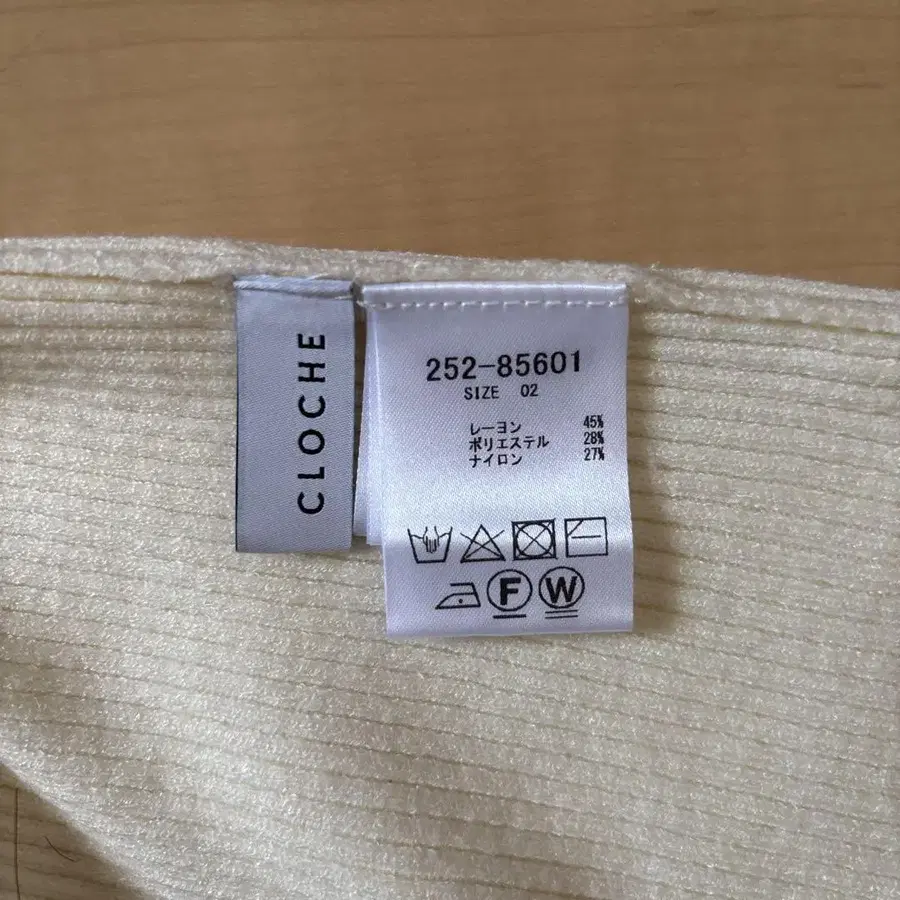 CLOCHE
252-85601
SIZE 02
レーヨン 45%
ポリエステル 28%
ナイロン 27%
F W